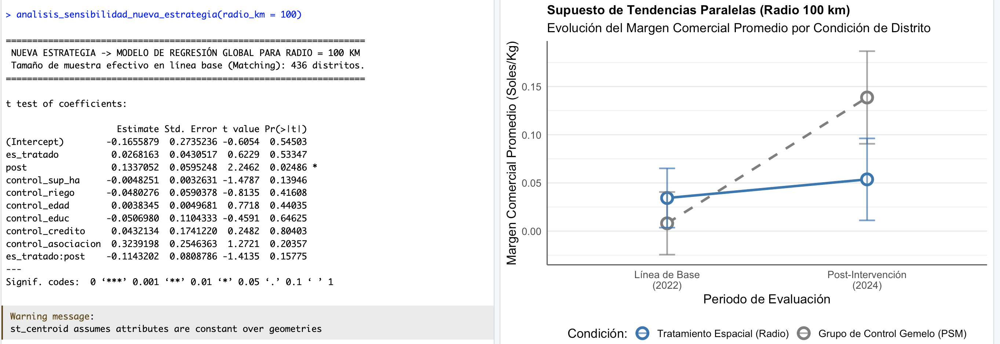 > analisis_sensibilidad_nueva_estrategia(radio_km = 100)
====================================================================
NUEVA ESTRATEGIA -> MODELO DE REGRESIÓN GLOBAL PARA RADIO = 100 KM
Tamaño de muestra efectivo en línea base (Matching): 436 distritos.
====================================================================
t test of coefficients:
Estimate Std. Error t value Pr(>|t|)
(Intercept) -0.1655879 0.2735236 -0.6054 0.54503
es_tratado 0.0268163 0.0430517 0.6229 0.53347
post 0.1337052 0.0595248 2.2462 0.02486 *
control_sup_ha -0.0048251 0.0032631 -1.4787 0.13946
control_riego -0.0480276 0.0590378 -0.8135 0.41608
control_edad 0.0038345 0.0049681 0.7718 0.44035
control_educ -0.0506980 0.1104333 -0.4591 0.64625
control_credito 0.0432134 0.1741220 0.2482 0.80403
control_asociacion 0.3239198 0.2546363 1.2721 0.20357
es_tratado:post -0.1143202 0.0808786 -1.4135 0.15775
---
Signif. codes: 0 ‘***’ 0.001 ‘**’ 0.01 ‘*’ 0.05 ‘.’ 0.1 ‘ ’ 1
Warning message:
st_centroid assumes attributes are constant over geometries
Supuesto de Tendencias Paralelas (Radio 100 km)
Evolución del Margen Comercial Promedio por Condición de Distrito
Margen Comercial Promedio (Soles/Kg)
0.15
0.10
0.05
0.00
Línea de Base
(2022)
Post-Intervención
(2024)
Periodo de Evaluación
Condición: Tratamiento Espacial (Radio) Grupo de Control Gemelo (PSM)